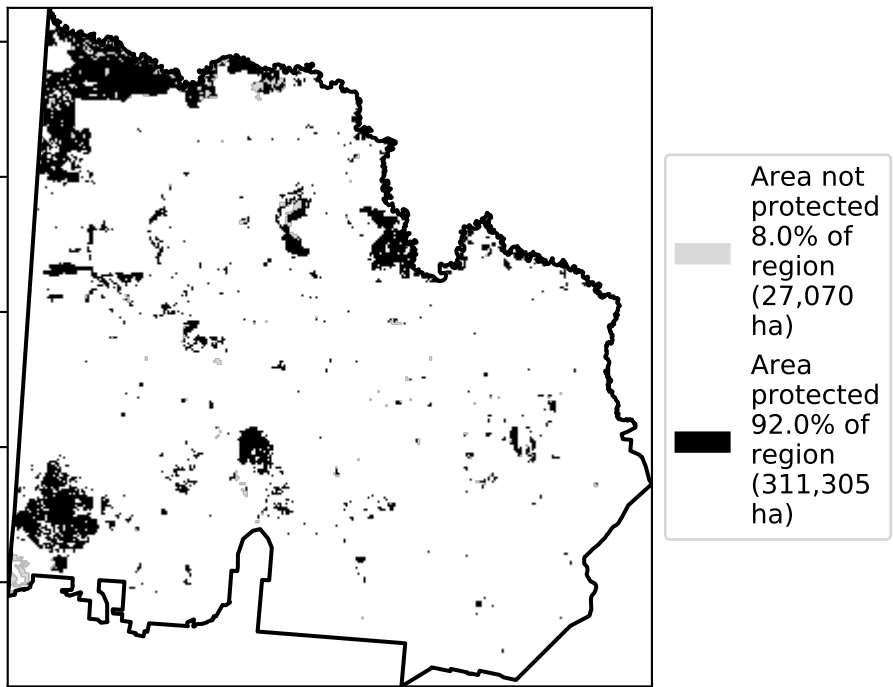 Area not
protected
8.0% of
region
(27,070
ha)
Area
protected
92.0% of
region
(311,305
ha)